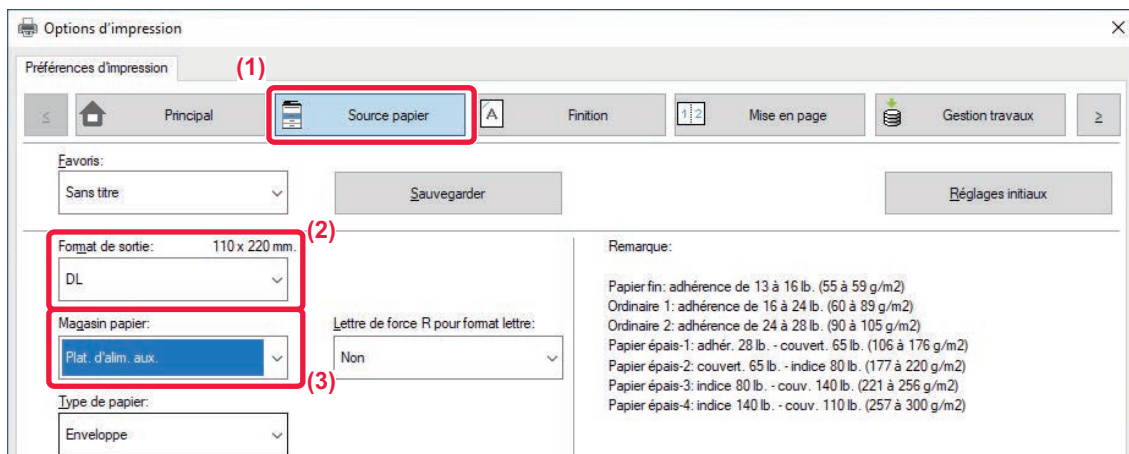 Options d'impression
Préférences d'impression
(1)
≤
Principal
Source papier
A
Finition
1 2
Mise en page
Gestion travaux
≥
Favoris:
Sans titre
Sauvegarder
Réglages initiaux
(2)
Format de sortie: 110 x 220 mm.
DL
Magasin papier:
Plat. d'alim. aux.
(3)
Lettre de force R pour format lettre:
Non
Type de papier:
Enveloppe
Remarque:
Papier fin: adhérence de 13 à 16 lb. (55 à 59 g/m2)
Ordinaire 1: adhérence de 16 à 24 lb. (60 à 89 g/m2)
Ordinaire 2: adhérence de 24 à 28 lb. (90 à 105 g/m2)
Papier épais-1: adhér. 28 lb. - couvert. 65 lb. (106 à 176 g/m2)
Papier épais-2: couvert. 65 lb. - indice 80 lb. (177 à 220 g/m2)
Papier épais-3: indice 80 lb. - couv. 140 lb. (221 à 256 g/m2)
Papier épais-4: indice 140 lb. - couv. 110 lb. (257 à 300 g/m2)